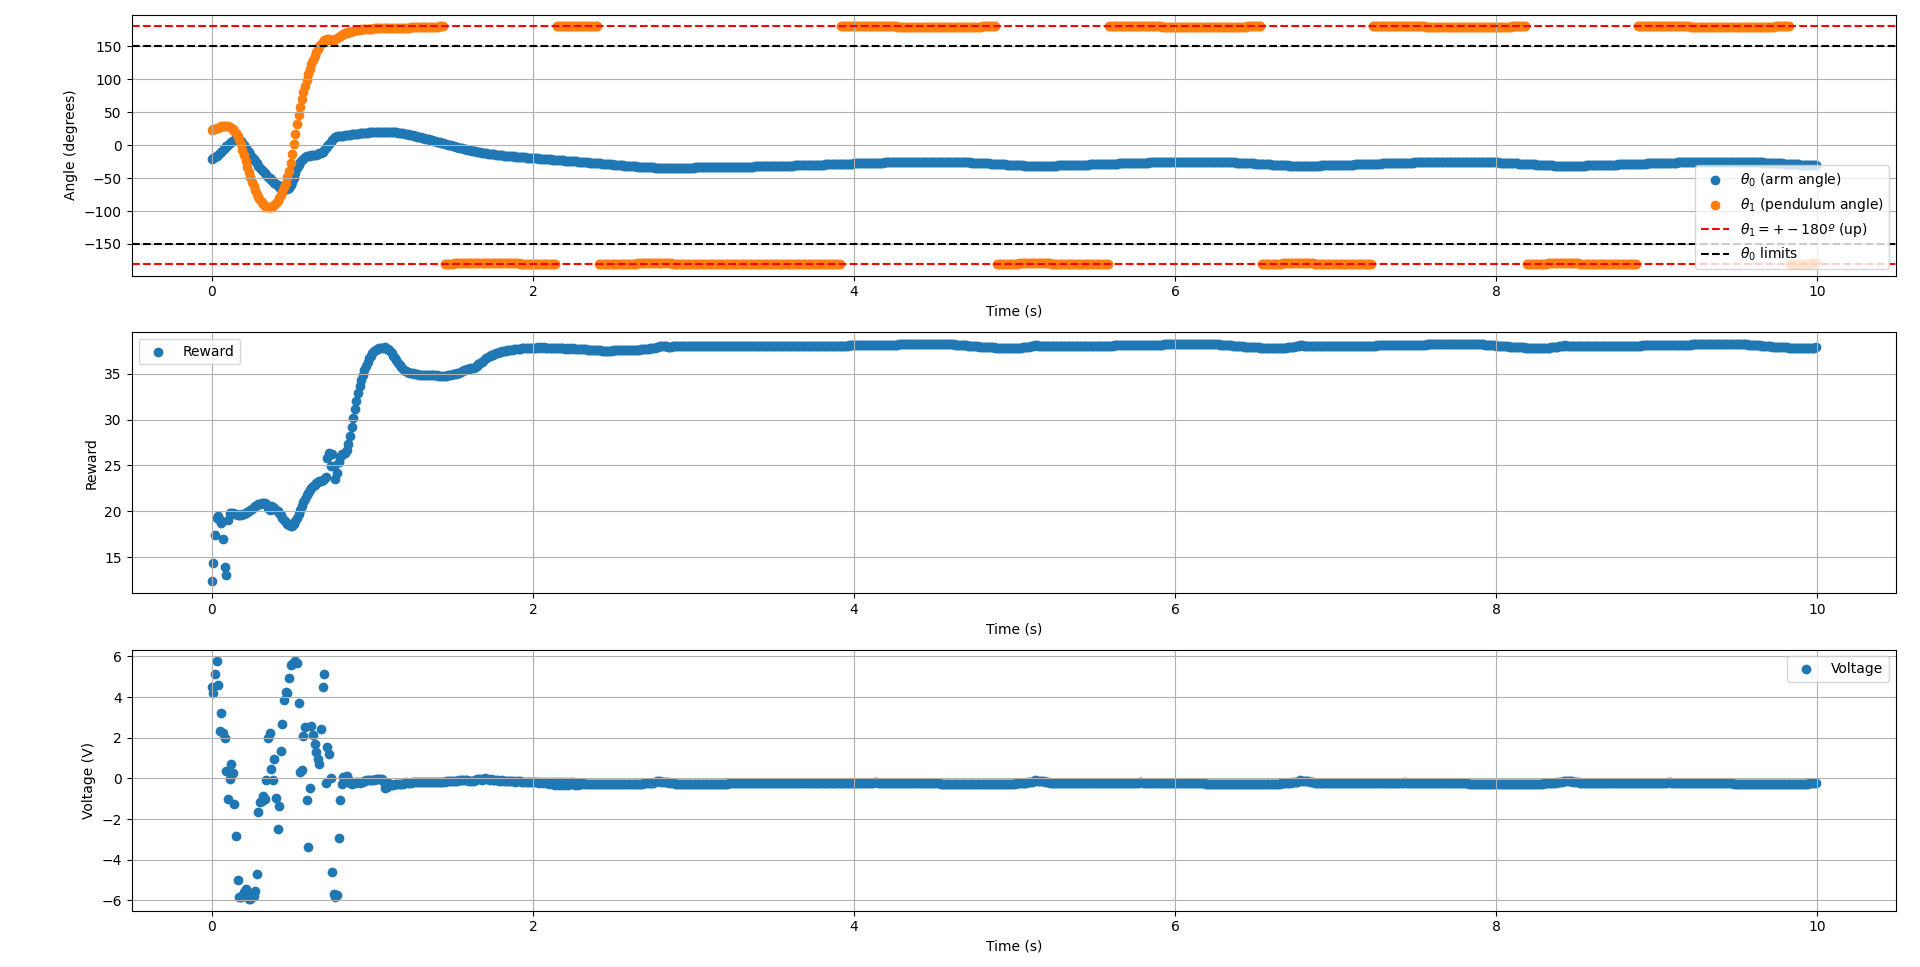 150
100
50
0
−50
−100
−150
Angle (degrees)
θ0 (arm angle)
θ1 (pendulum angle)
θ1 = + − 180º (up)
θ0 limits
0 2 4 6 8 10
Time (s)
Reward
35
30
25
20
15
Reward
0 2 4 6 8 10
Time (s)
Voltage
6
4
2
0
−2
−4
−6
Voltage (V)
0 2 4 6 8 10
Time (s)